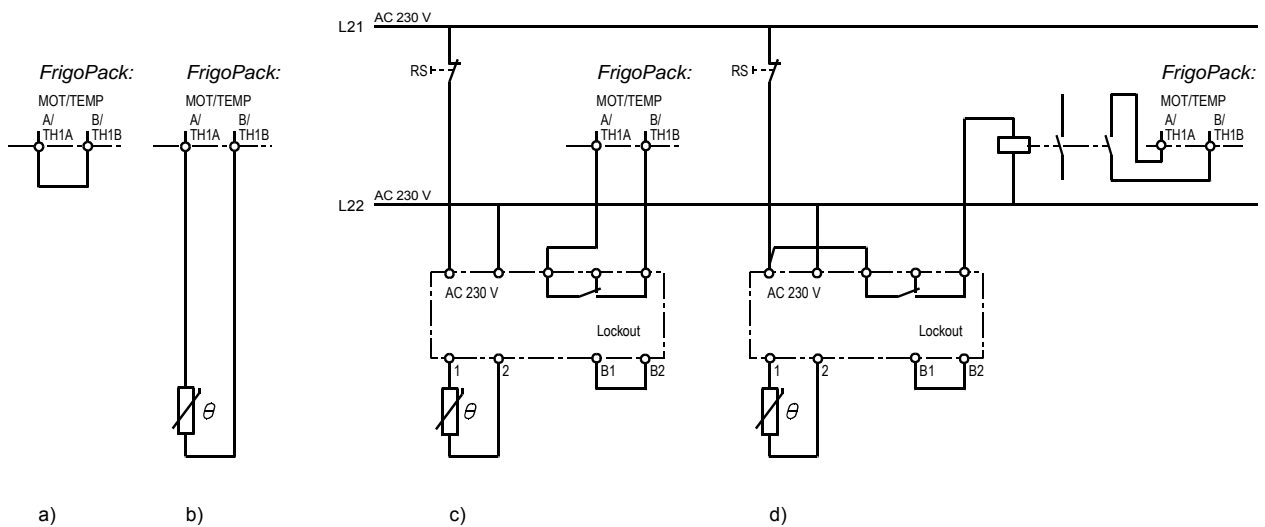 AC 230 V
L21
FrigoPack: FrigoPack: RS FrigoPack: RS FrigoPack:
MOT/TEMP MOT/TEMP MOT/TEMP MOT/TEMP
A/ B/ A/ B/ A/ B/ A/ B/
TH1A TH1B TH1A TH1B TH1A TH1B TH1A TH1B
AC 230 V
L22
AC 230 V AC 230 V
Lockout Lockout
1 2 B1 B2 1 2 B1 B2
θ θ θ
a) b) c) d)